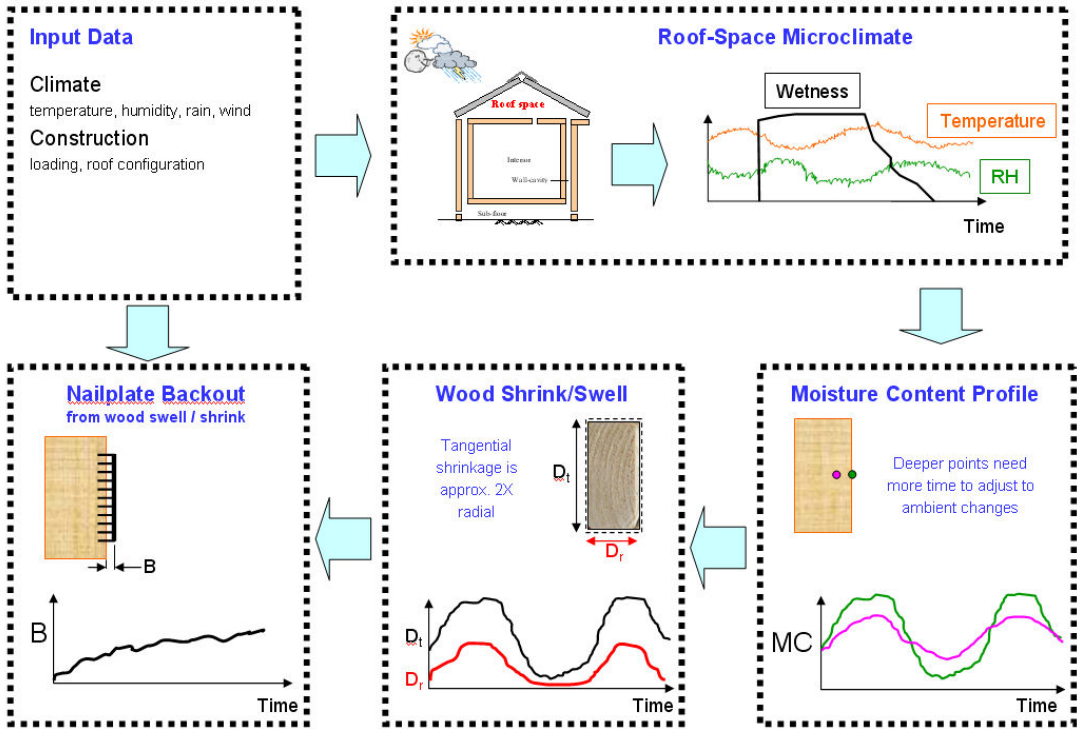 Input Data
Climate
temperature, humidity, rain, wind
Construction
loading, roof configuration
Roof-Space Microclimate
Roof space
Interior
Wall-cavity
Sub-floor
Wetness
Temperature
RH
Time
Nailplate Backout
from wood swell / shrink
B
B
Time
Wood Shrink/Swell
Tangential
shrinkage is
approx. 2X
radial
Dt
Dr
Dt
Dr
Time
Moisture Content Profile
Deeper points need
more time to adjust to
ambient changes
MC
Time